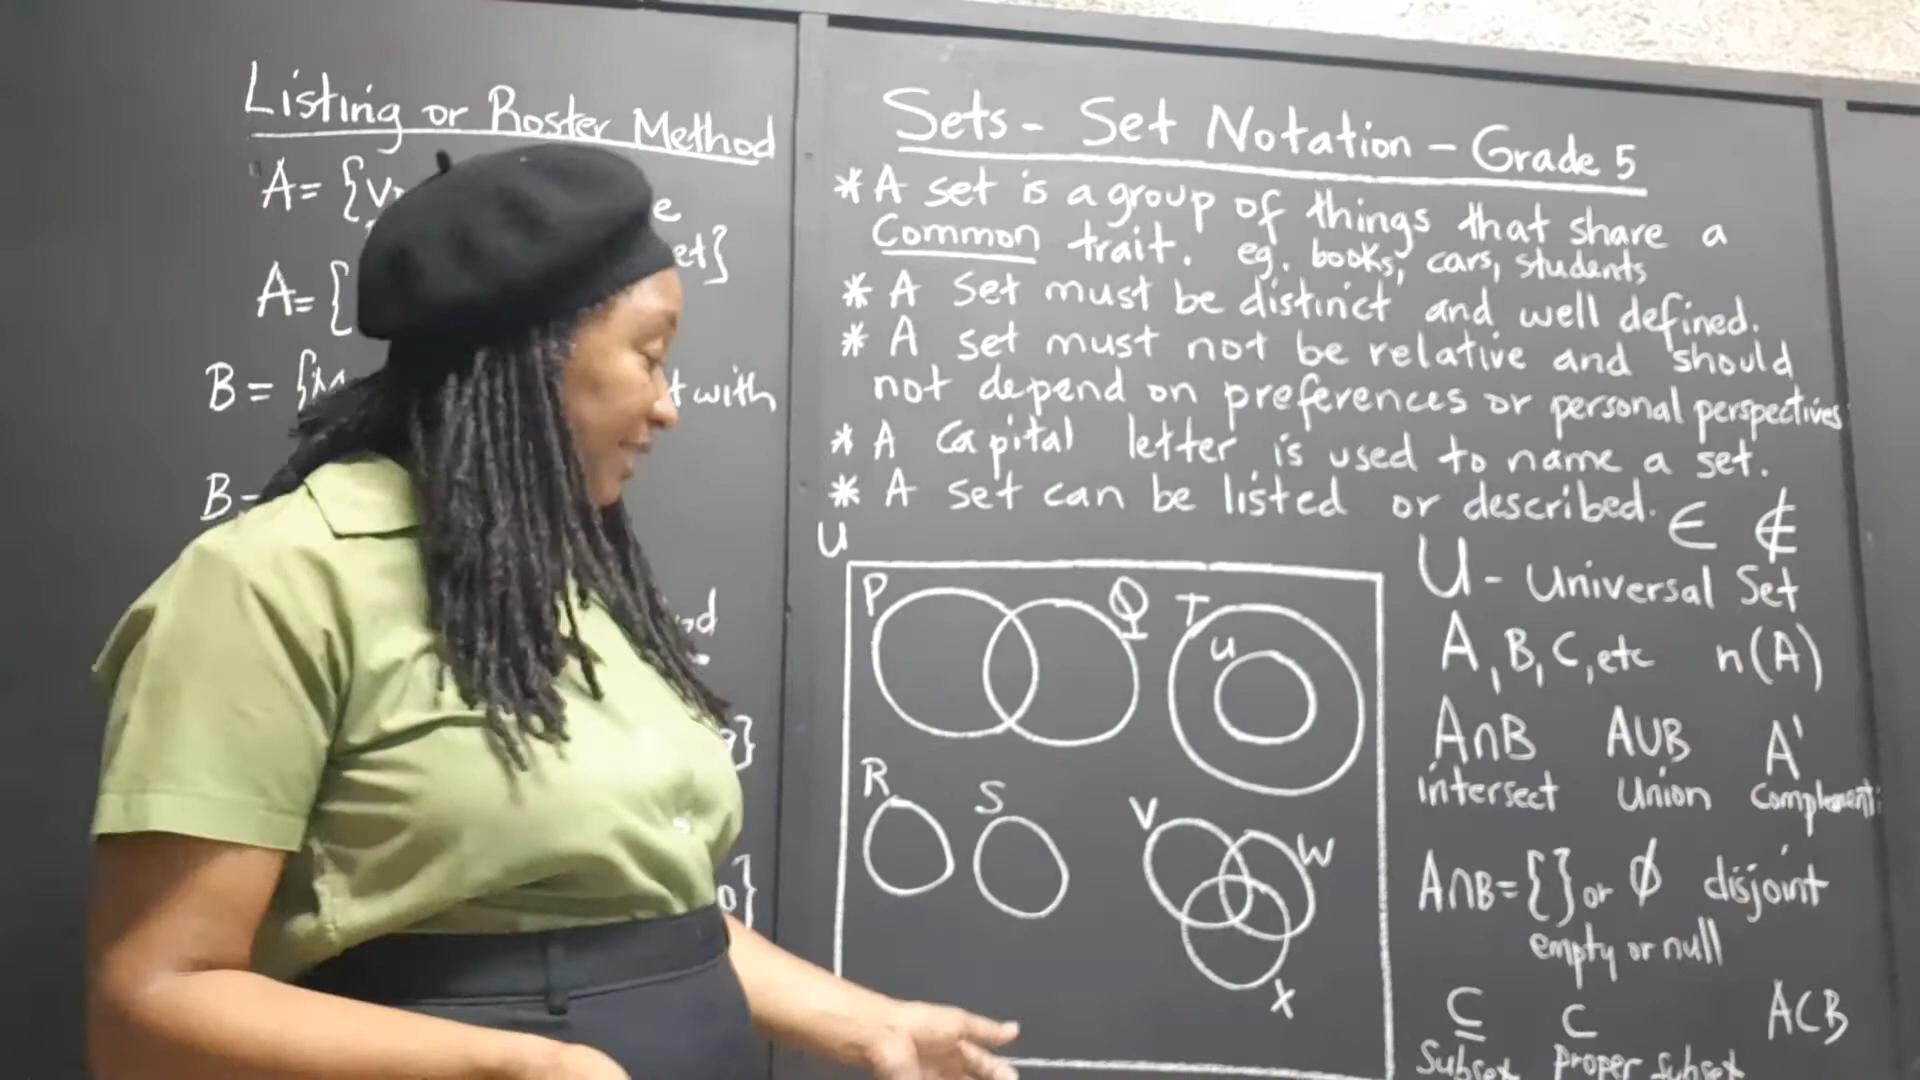 Listing or Roster Method
A= {
e
et}
A= {
B= {
t with
B=
}
}
Sets - Set Notation - Grade 5
* A set is a group of things that share a
Common trait. eg. books, cars, students
* A set must be distinct and well defined.
* A set must not be relative and should
not depend on preferences or personal perspectives
* A Capital letter is used to name a set.
* A set can be listed or described.
∈ ∉
U
P Q T
u
R S
V W
X
U - Universal Set
A, B, C, etc n(A)
A∩B A∪B A'
intersect Union Complement
A∩B = { } or ∅ disjoint
empty or null
⊆ ⊂ A⊂B
Subset Proper subset